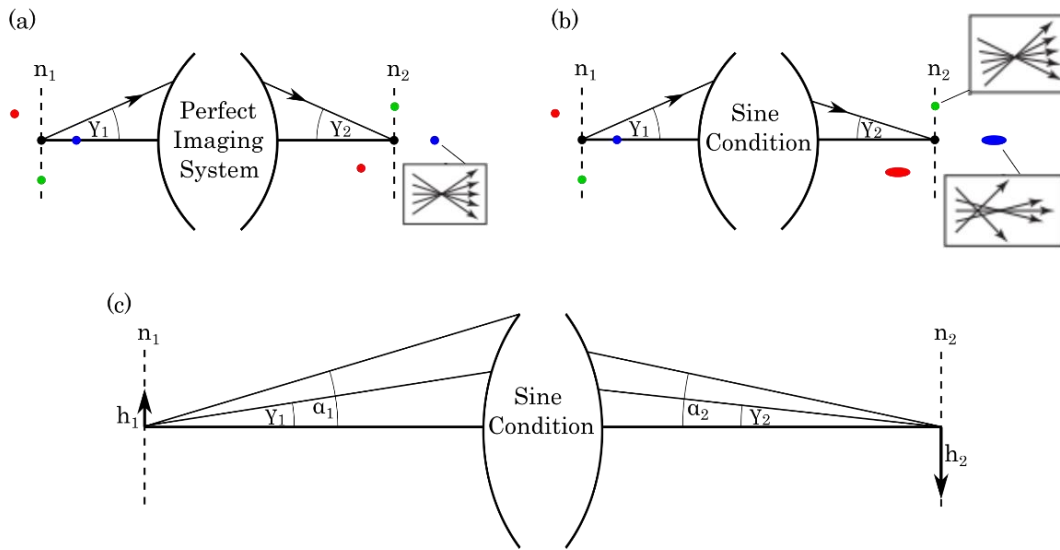 (a)
(b)
n₁
n₂
n₁
n₂
Perfect
Imaging
System
γ₁
γ₂
Sine
Condition
γ₁
γ₂
(c)
n₁
n₂
h₁
γ₁
α₁
Sine
Condition
α₂
γ₂
h₂